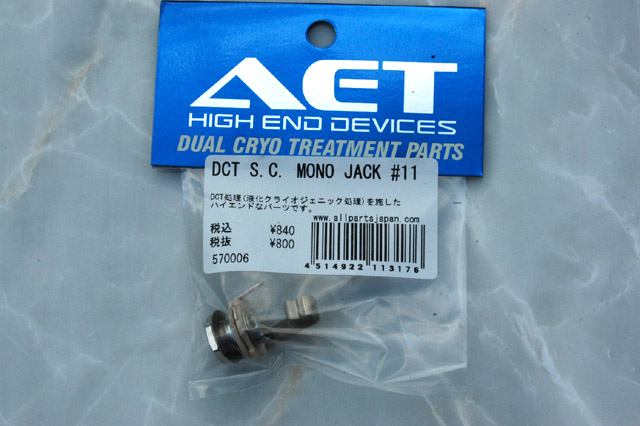 AET
HIGH END DEVICES
DUAL CRYO TREATMENT PARTS
DCT S.C. MONO JACK #11
DCT処理(液化クライオジェニック処理)を施した
ハイエンドなパーツです。
www.allpartsjapan.com
税込 ¥840
税抜 ¥800
570006
4514922 113176